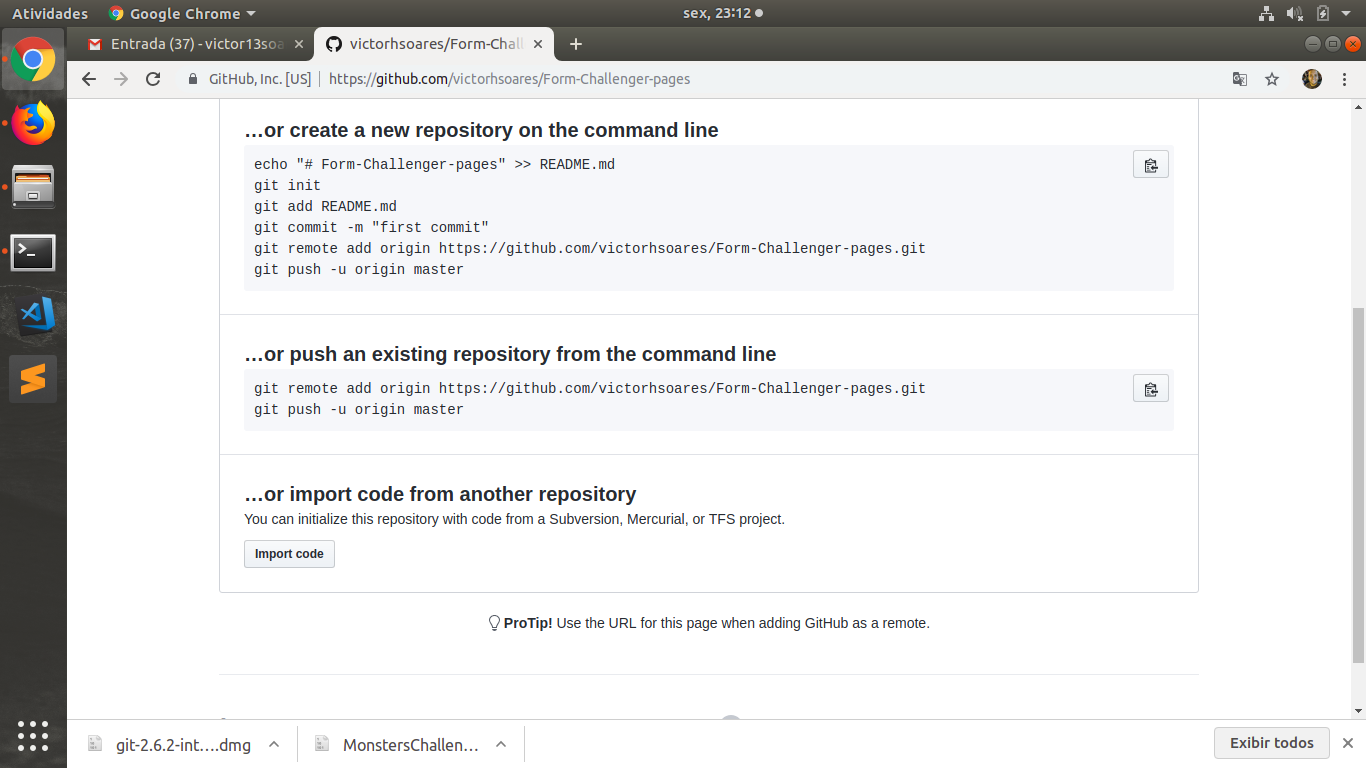 Atividades
Google Chrome
sex, 23:12
Entrada (37) - victor13soa
victorhsoares/Form-Chall
GitHub, Inc. [US]
https://github.com/victorhsoares/Form-Challenger-pages
…or create a new repository on the command line
echo "# Form-Challenger-pages" >> README.md
git init
git add README.md
git commit -m "first commit"
git remote add origin https://github.com/victorhsoares/Form-Challenger-pages.git
git push -u origin master
…or push an existing repository from the command line
git remote add origin https://github.com/victorhsoares/Form-Challenger-pages.git
git push -u origin master
…or import code from another repository
You can initialize this repository with code from a Subversion, Mercurial, or TFS project.
Import code
ProTip! Use the URL for this page when adding GitHub as a remote.
git-2.6.2-int….dmg
MonstersChallen…
Exibir todos